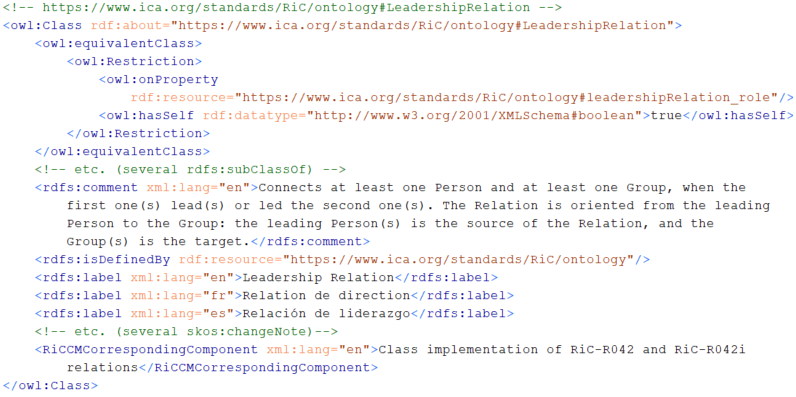 <!-- https://www.ica.org/standards/RiC/ontology#LeadershipRelation -->
<owl:Class rdf:about="https://www.ica.org/standards/RiC/ontology#LeadershipRelation">
    <owl:equivalentClass>
        <owl:Restriction>
            <owl:onProperty
                rdf:resource="https://www.ica.org/standards/RiC/ontology#leadershipRelation_role"/>
            <owl:hasSelf rdf:datatype="http://www.w3.org/2001/XMLSchema#boolean">true</owl:hasSelf>
        </owl:Restriction>
    </owl:equivalentClass>
    <!-- etc. (several rdfs:subClassOf) -->
    <rdfs:comment xml:lang="en">Connects at least one Person and at least one Group, when the
        first one(s) lead(s) or led the second one(s). The Relation is oriented from the leading
        Person to the Group: the leading Person(s) is the source of the Relation, and the
        Group(s) is the target.</rdfs:comment>
    <rdfs:isDefinedBy rdf:resource="https://www.ica.org/standards/RiC/ontology"/>
    <rdfs:label xml:lang="en">Leadership Relation</rdfs:label>
    <rdfs:label xml:lang="fr">Relation de direction</rdfs:label>
    <rdfs:label xml:lang="es">Relación de liderazgo</rdfs:label>
    <!-- etc. (several skos:changeNote)-->
    <RiCCMCorrespondingComponent xml:lang="en">Class implementation of RiC-R042 and RiC-R042i
        relations</RiCCMCorrespondingComponent>
</owl:Class>